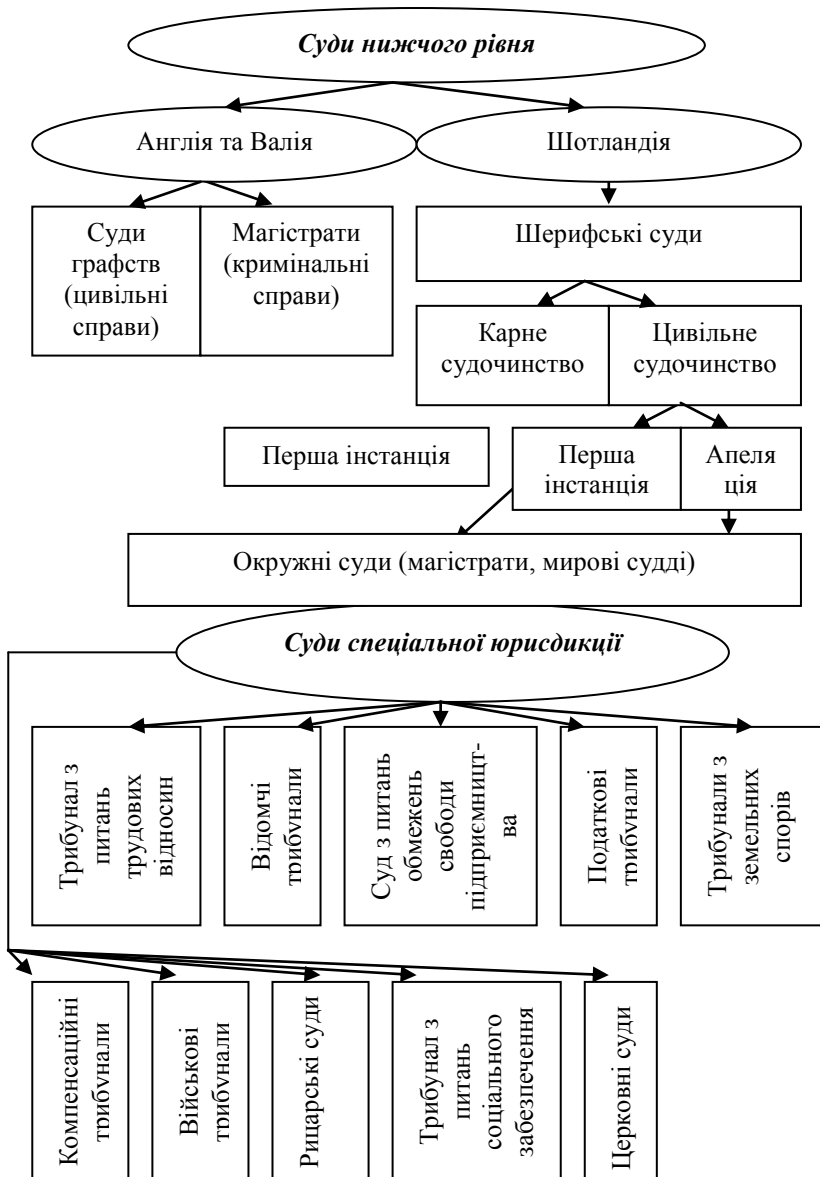 Суди нижчого рівня
Англія та Валія
Шотландія
Суди
графств
(цивільні
справи)
Магістрати
(кримінальні
справи)
Шерифські суди
Карне
судочинство
Цивільне
судочинство
Перша інстанція
Перша
інстанція
Апеля
ція
Окружні суди (магістрати, мирові судді)
Суди спеціальної юрисдикції
Трибунал з
питань
трудових
відносин
Відомчі
трибунали
Суд з питань
обмежень
свободи
підприємницт-
ва
Податкові
трибунали
Трибунали з
земельних
спорів
Компенсаційні
трибунали
Військові
трибунали
Рицарські суди
Трибунал з
питань
соціального
забезпечення
Церковні суди